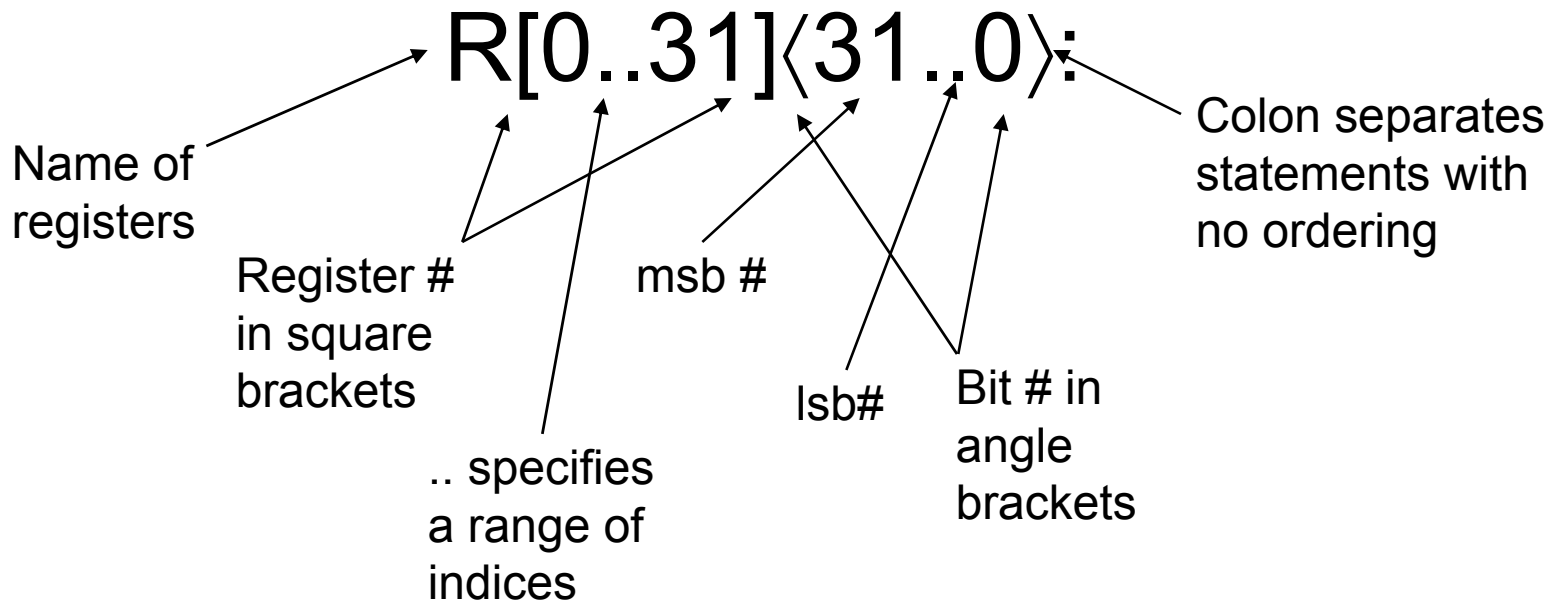 R[0..31]⟨31..0⟩:
Name of
registers
Register #
in square
brackets
.. specifies
a range of
indices
msb #
lsb#
Bit # in
angle
brackets
Colon separates
statements with
no ordering